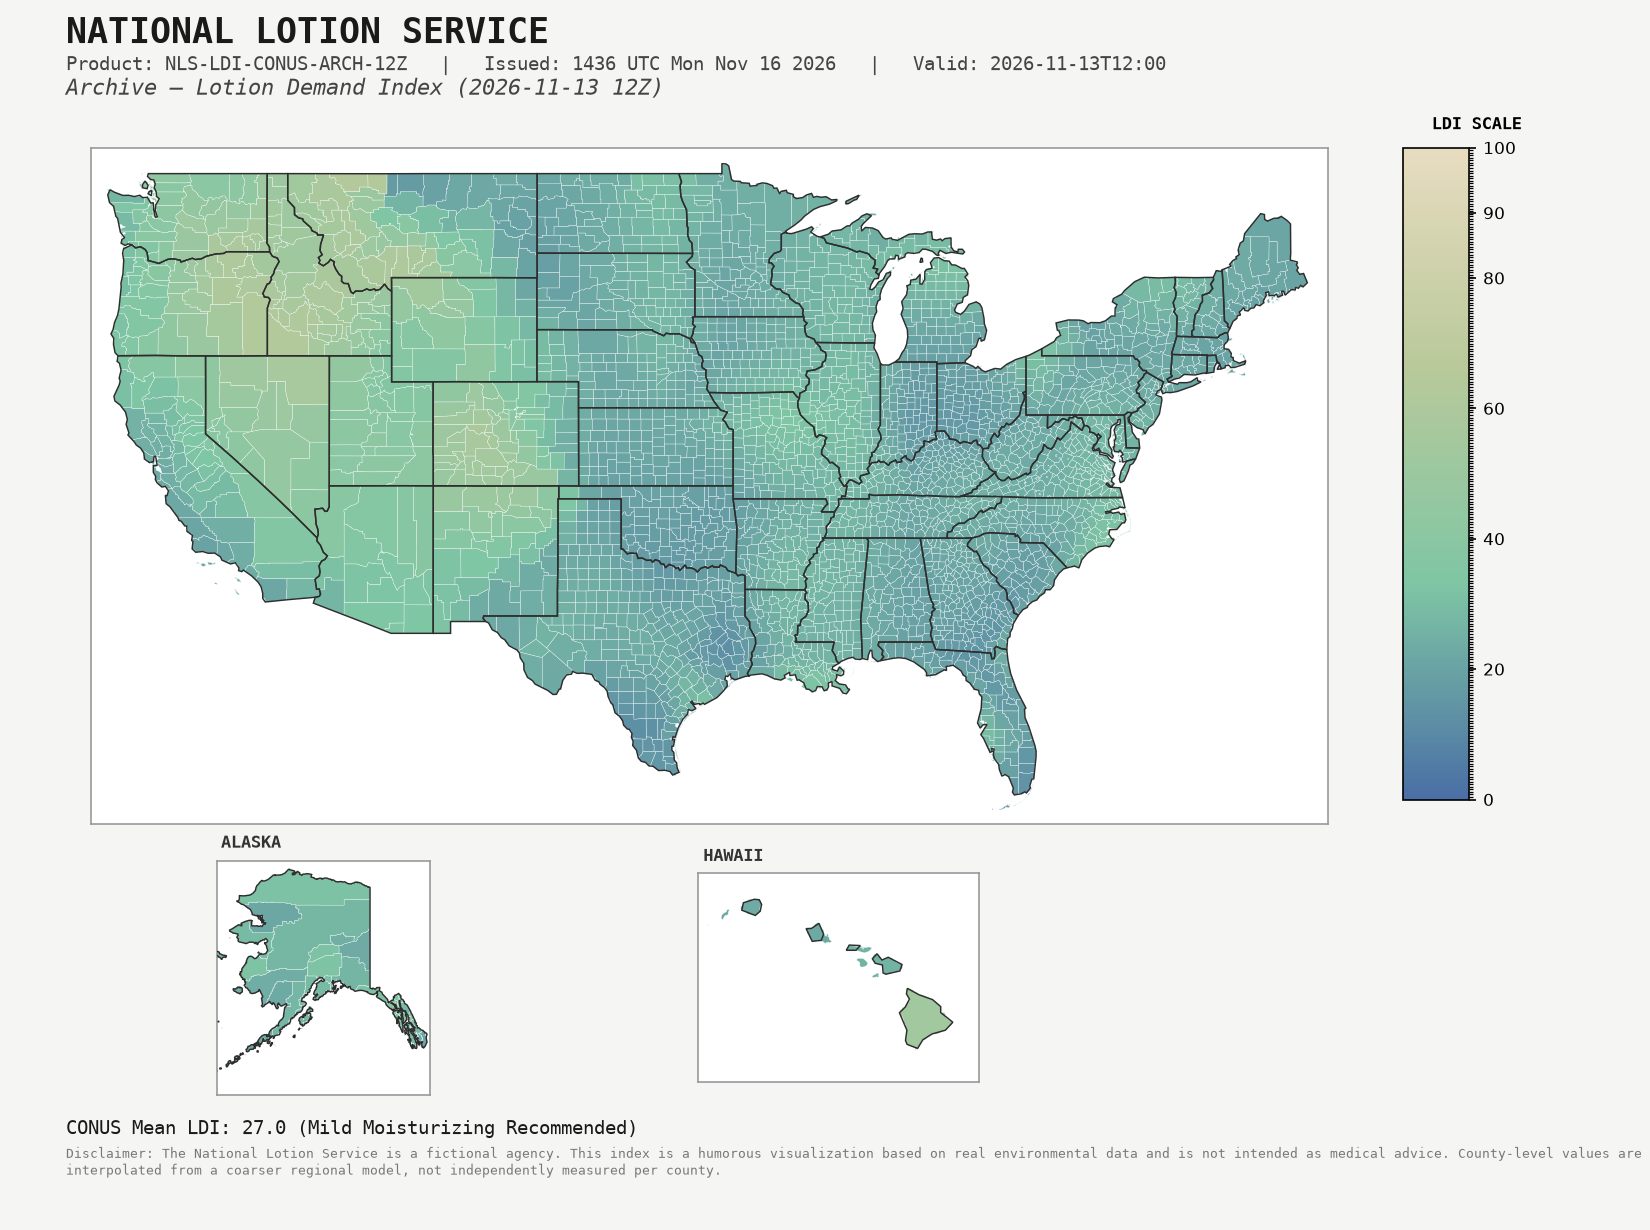 NATIONAL LOTION SERVICE
Product: NLS-LDI-CONUS-ARCH-12Z | Issued: 1436 UTC Mon Nov 16 2026 | Valid: 2026-11-13T12:00
Archive — Lotion Demand Index (2026-11-13 12Z)
LDI SCALE
100
90
80
60
40
20
0
ALASKA
HAWAII
CONUS Mean LDI: 27.0 (Mild Moisturizing Recommended)
Disclaimer: The National Lotion Service is a fictional agency. This index is a humorous visualization based on real environmental data and is not intended as medical advice. County-level values are
interpolated from a coarser regional model, not independently measured per county.